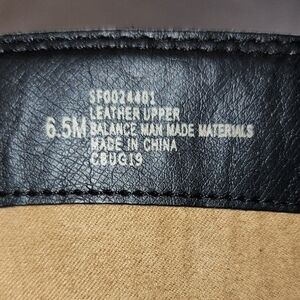 SF0024401
LEATHER UPPER
6.5M BALANCE MAN MADE MATERIALS
MADE IN CHINA
CBUG19